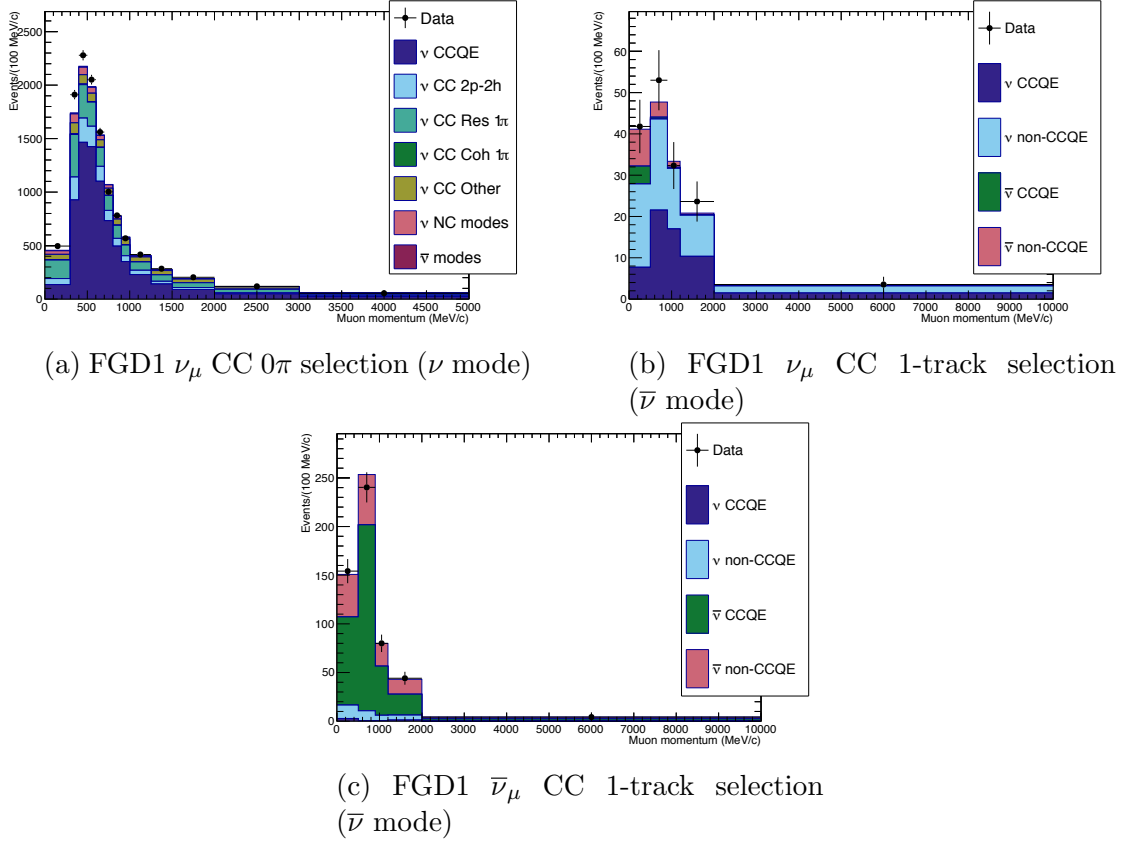 Events/(100 MeV/c)
2500
2000
1500
1000
500
0
0 500 1000 1500 2000 2500 3000 3500 4000 4500 5000
Muon momentum (MeV/c)
Data
ν CCQE
ν CC 2p-2h
ν CC Res 1π
ν CC Coh 1π
ν CC Other
ν NC modes
ν̅ modes
(a) FGD1 νμ CC 0π selection (ν mode)
Events/(100 MeV/c)
60
50
40
30
20
10
0
0 1000 2000 3000 4000 5000 6000 7000 8000 9000 10000
Muon momentum (MeV/c)
Data
ν CCQE
ν non-CCQE
ν̅ CCQE
ν̅ non-CCQE
(b) FGD1 νμ CC 1-track selection
(ν̅ mode)
Events/(100 MeV/c)
250
200
150
100
50
0
0 1000 2000 3000 4000 5000 6000 7000 8000 9000 10000
Muon momentum (MeV/c)
Data
ν CCQE
ν non-CCQE
ν̅ CCQE
ν̅ non-CCQE
(c) FGD1 ν̅μ CC 1-track selection
(ν̅ mode)